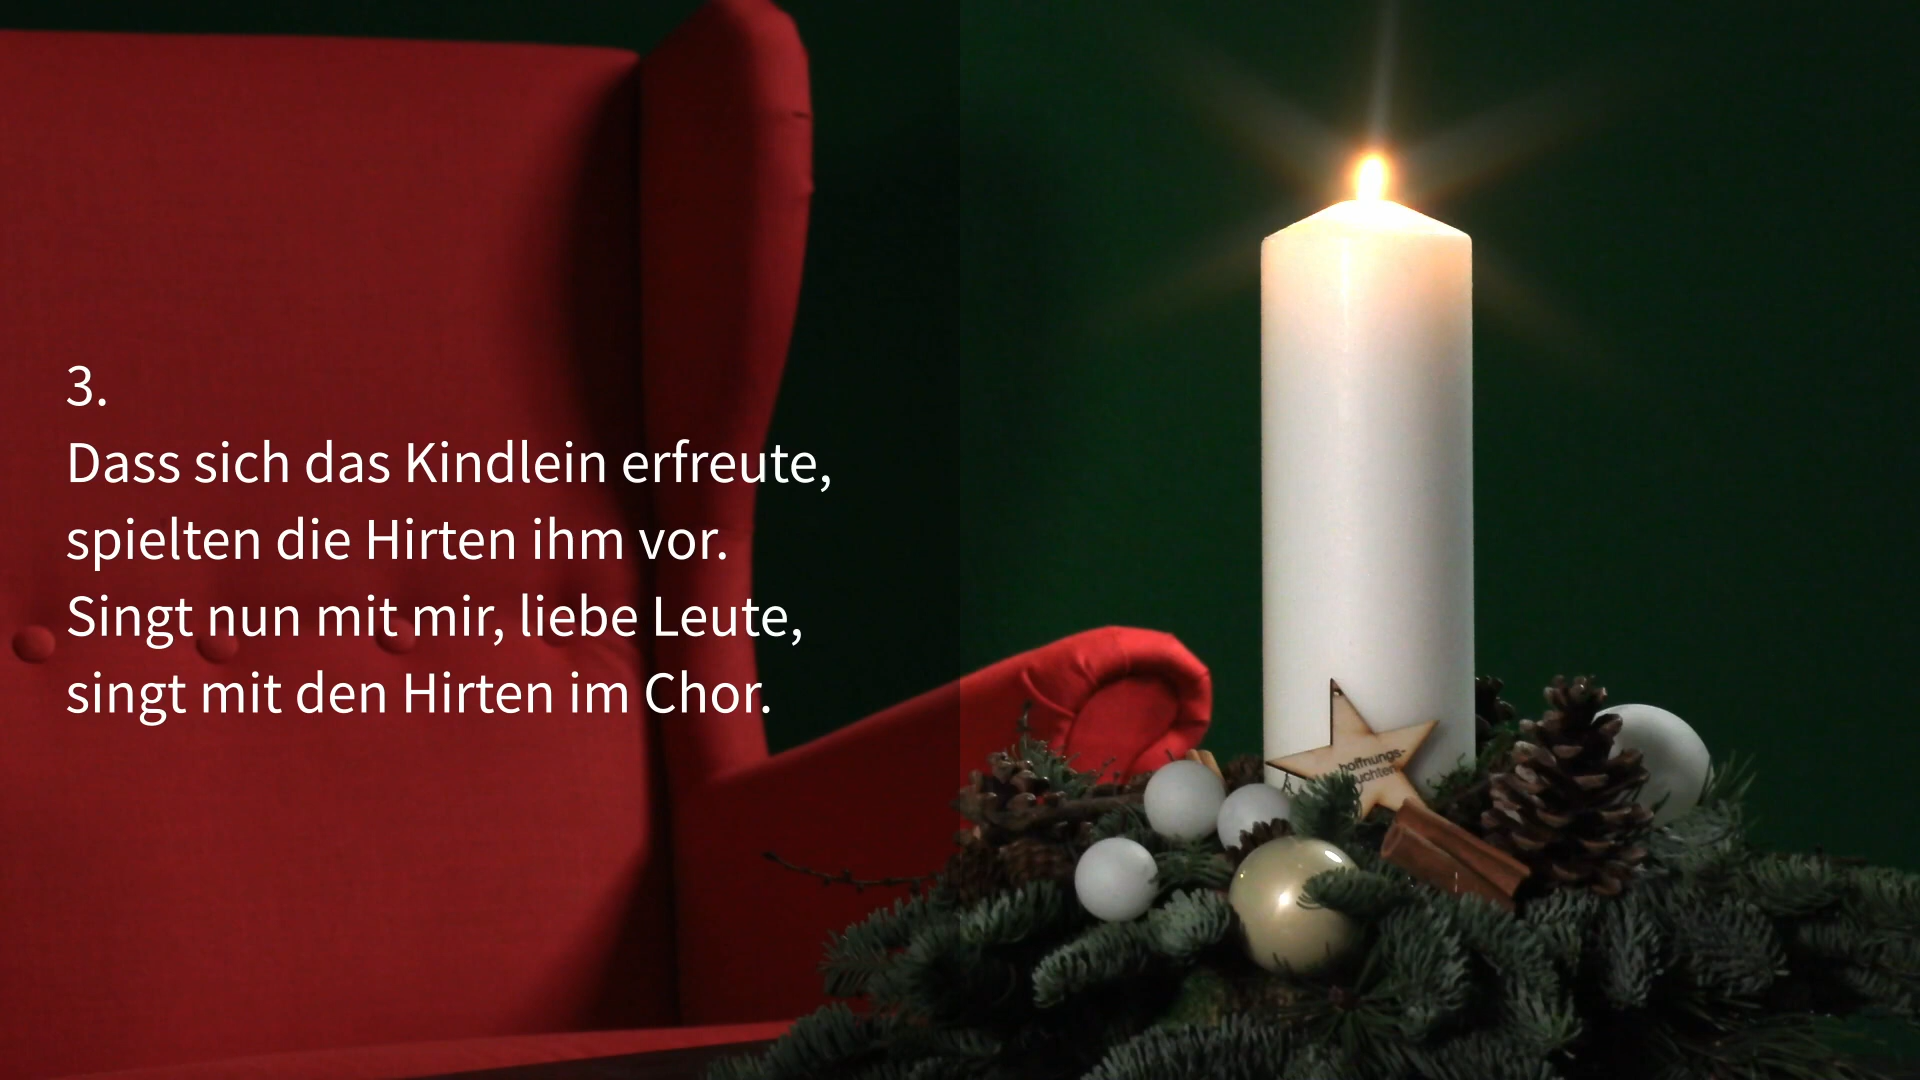 3.
Dass sich das Kindlein erfreute,
spielten die Hirten ihm vor.
Singt nun mit mir, liebe Leute,
singt mit den Hirten im Chor.
hoffnungs-